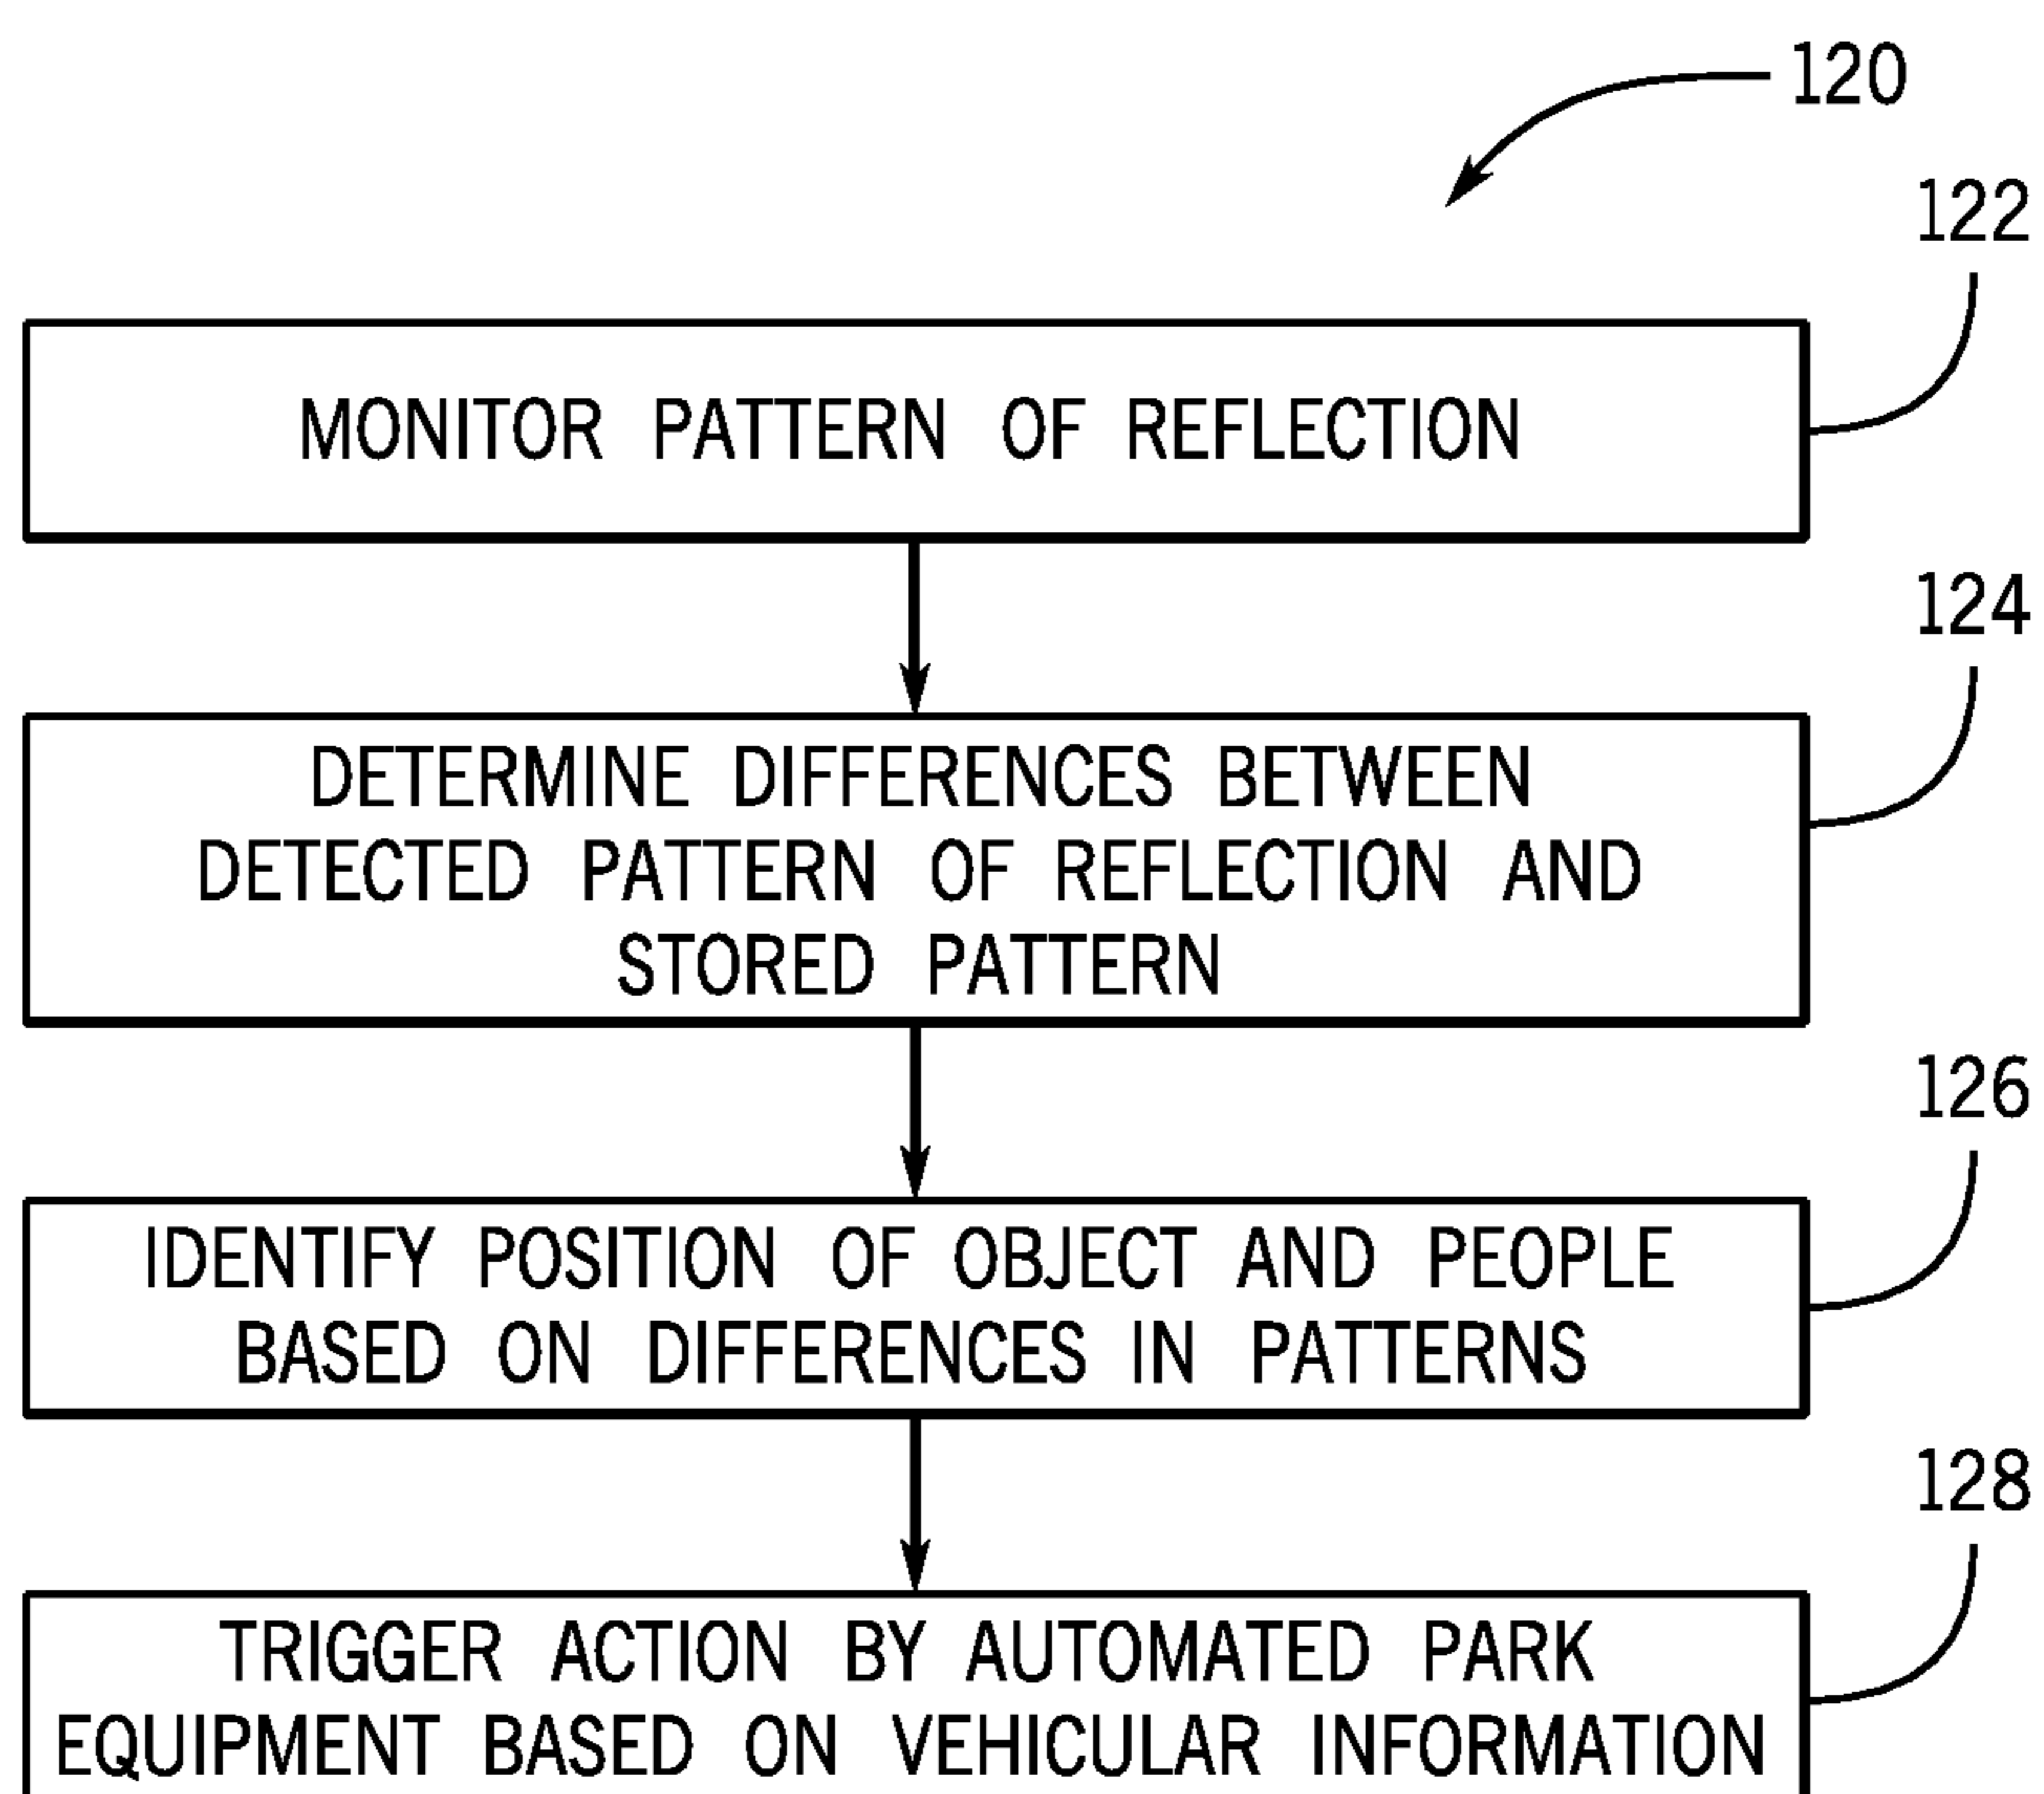 120
122
MONITOR PATTERN OF REFLECTION
124
DETERMINE DIFFERENCES BETWEEN
DETECTED PATTERN OF REFLECTION AND
STORED PATTERN
126
IDENTIFY POSITION OF OBJECT AND PEOPLE
BASED ON DIFFERENCES IN PATTERNS
128
TRIGGER ACTION BY AUTOMATED PARK
EQUIPMENT BASED ON VEHICULAR INFORMATION